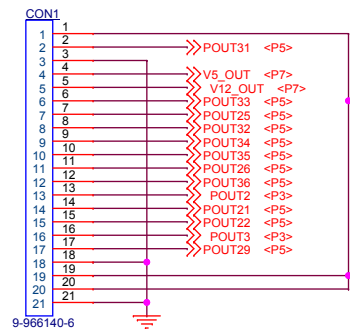 CON1
1 1
2 2 POUT31 <P5>
3 3
4 4 V5_OUT <P7>
5 5 V12_OUT <P7>
6 6 POUT33 <P5>
7 7 POUT25 <P5>
8 8 POUT32 <P5>
9 9 POUT34 <P5>
10 10 POUT35 <P5>
11 11 POUT26 <P5>
12 12 POUT36 <P5>
13 13 POUT2 <P3>
14 14 POUT21 <P5>
15 15 POUT22 <P5>
16 16 POUT3 <P3>
17 17 POUT29 <P5>
18 18
19 19
20 20
21 21
9-966140-6